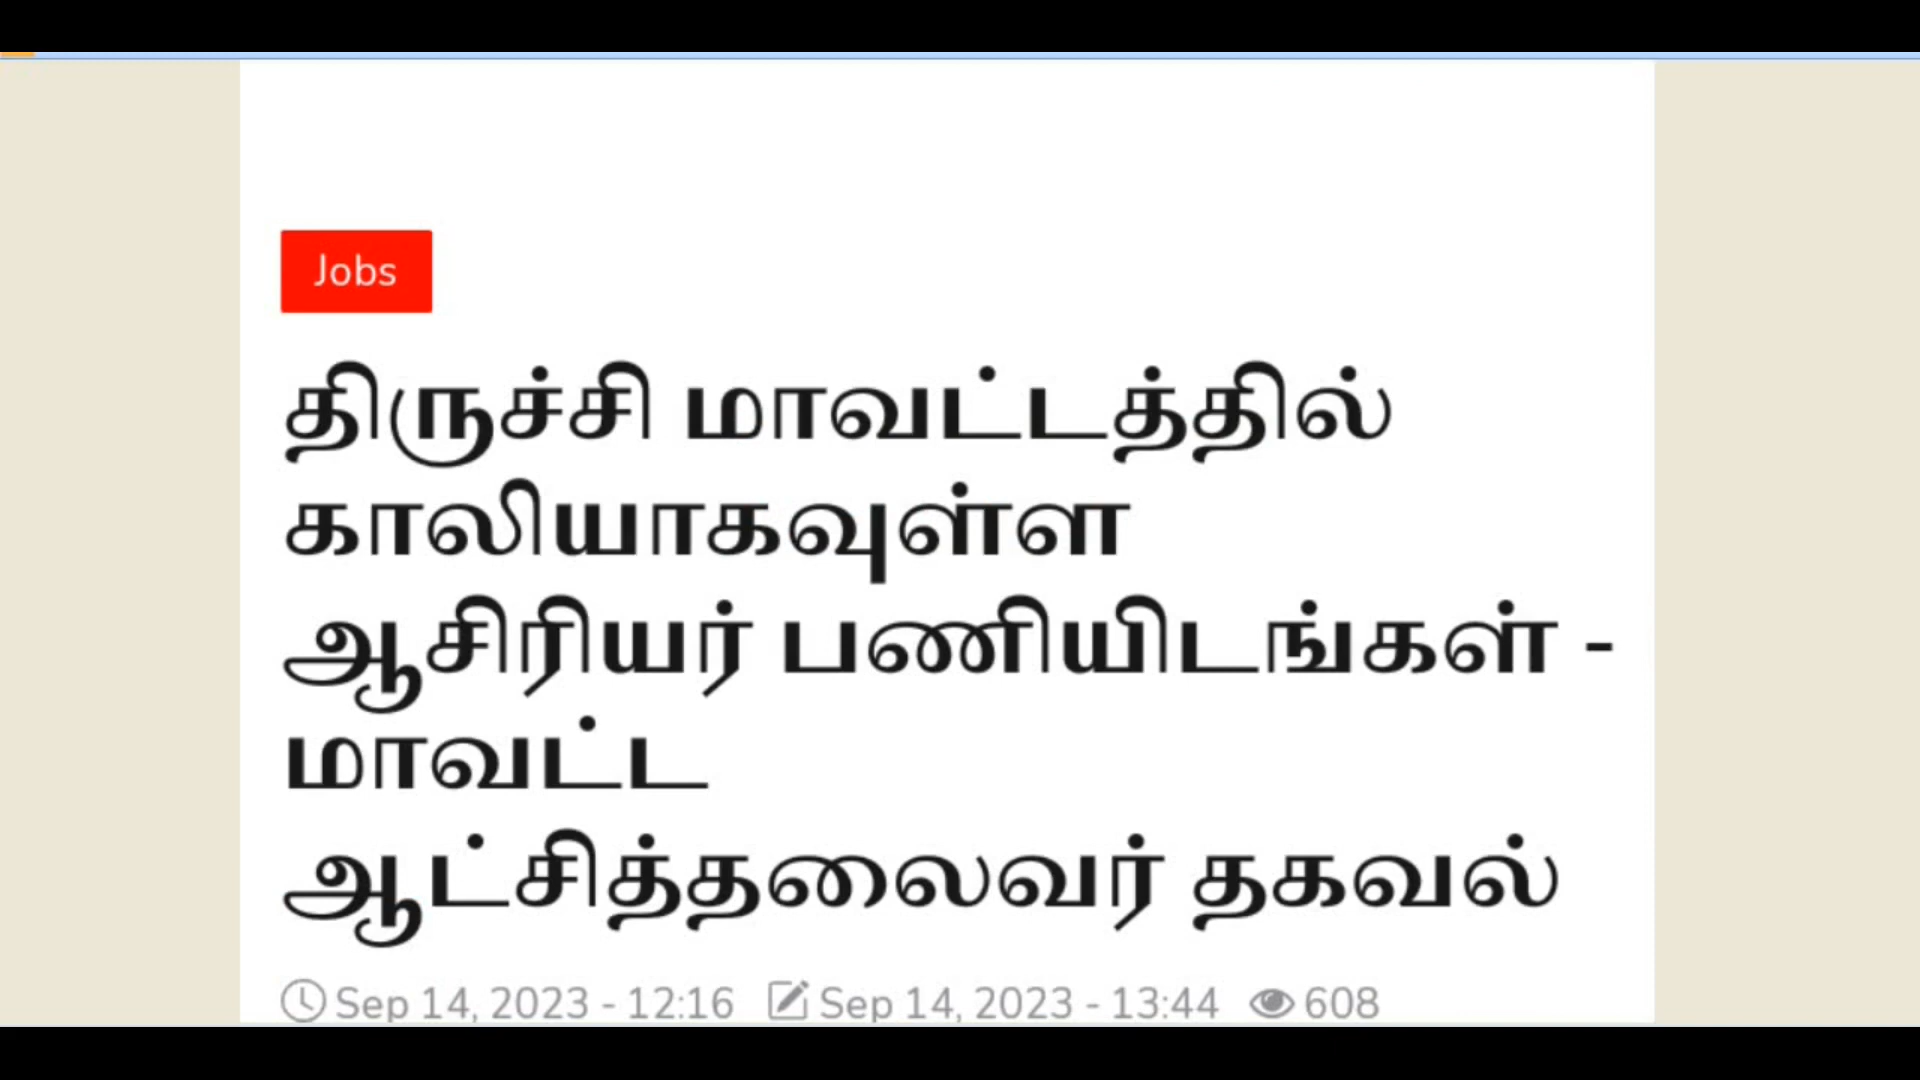 Jobs
திருச்சி மாவட்டத்தில்
காலியாகவுள்ள
ஆசிரியர் பணியிடங்கள் -
மாவட்ட
ஆட்சித்தலைவர் தகவல்
Sep 14, 2023 - 12:16 Sep 14, 2023 - 13:44 608